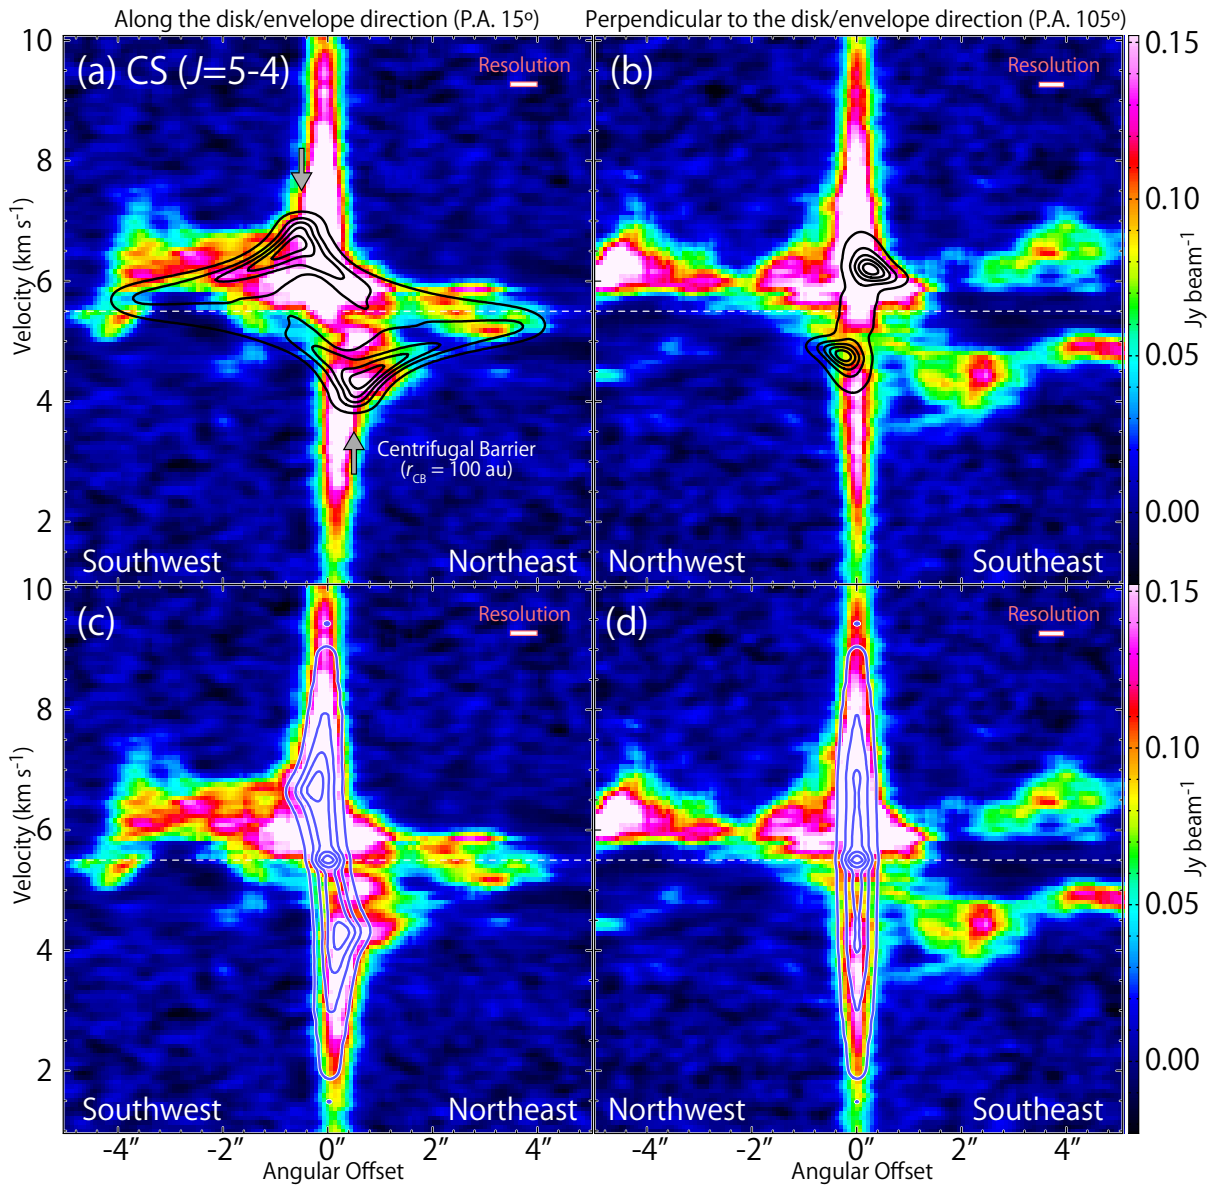 Along the disk/envelope direction (P.A. 15º)
Perpendicular to the disk/envelope direction (P.A. 105º)
(a) CS (J=5-4)
Resolution
(b)
Resolution
10
8
6
4
2
Velocity (km s⁻¹)
Centrifugal Barrier
(r_CB = 100 au)
Southwest
Northeast
Northwest
Southeast
0.15
0.10
0.05
0.00
Jy beam⁻¹
(c)
Resolution
(d)
Resolution
10
8
6
4
2
Velocity (km s⁻¹)
Southwest
Northeast
Northwest
Southeast
0.15
0.10
0.05
0.00
Jy beam⁻¹
-4″ -2″ 0″ 2″ 4″
Angular Offset
-4″ -2″ 0″ 2″ 4″
Angular Offset